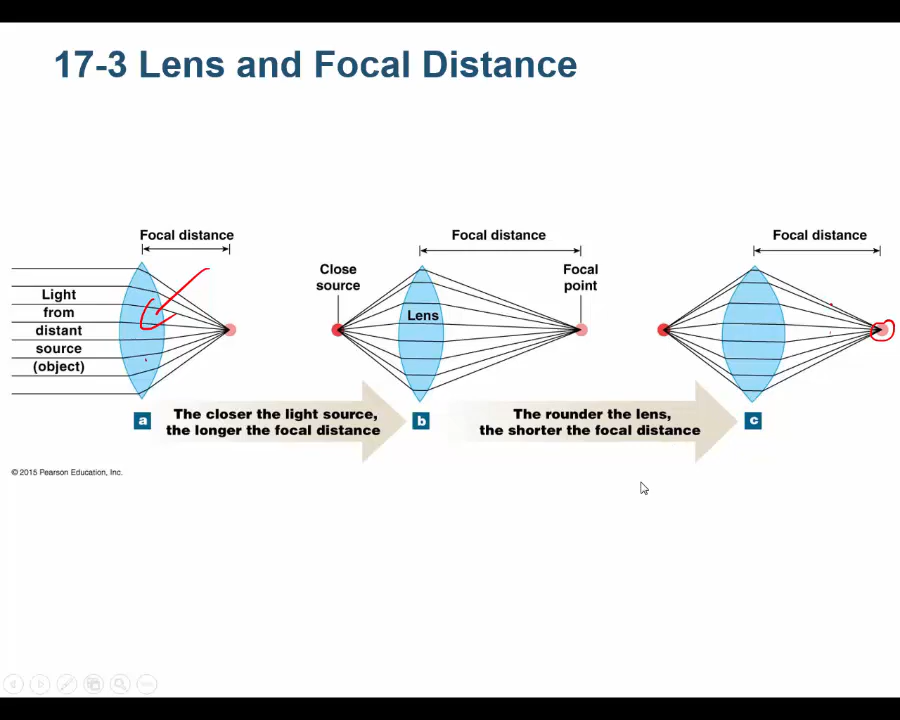 17-3 Lens and Focal Distance
Focal distance
Focal distance
Focal distance
Close
source
Focal
point
Light
from
distant
source
(object)
Lens
a
The closer the light source,
the longer the focal distance
b
The rounder the lens,
the shorter the focal distance
c
© 2015 Pearson Education, Inc.